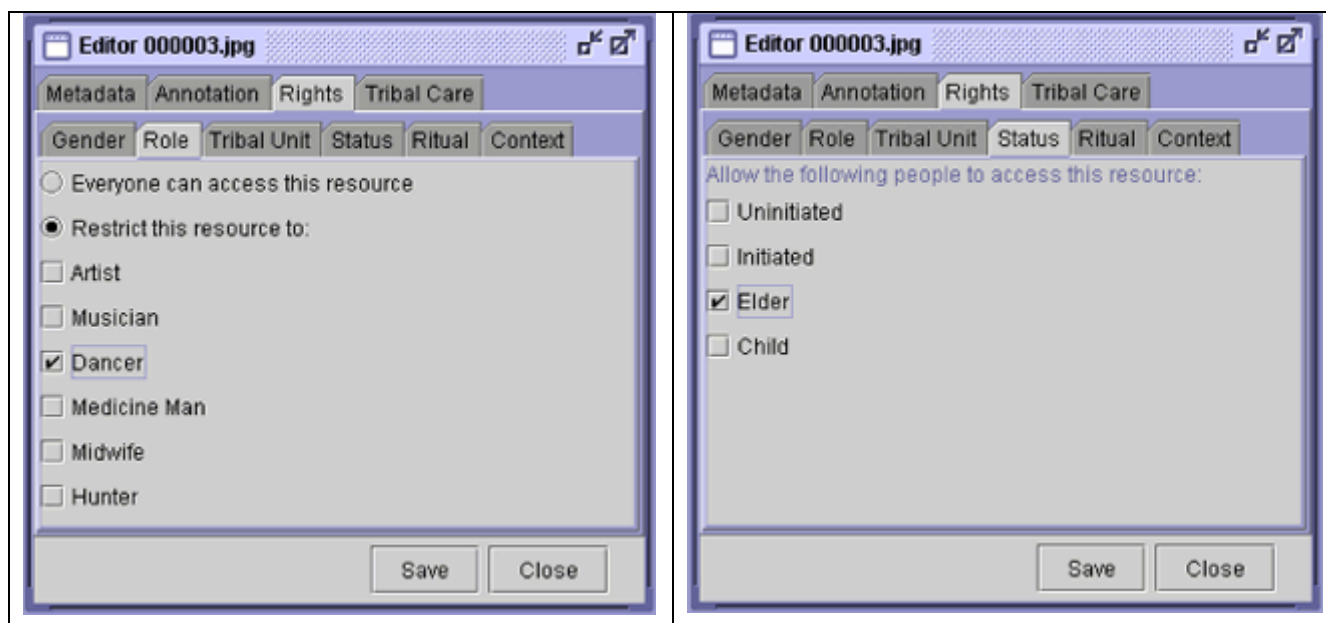 Editor 000003.jpg
Metadata Annotation Rights Tribal Care
Gender Role Tribal Unit Status Ritual Context
Everyone can access this resource
Restrict this resource to:
Artist
Musician
Dancer
Medicine Man
Midwife
Hunter
Save Close
Editor 000003.jpg
Metadata Annotation Rights Tribal Care
Gender Role Tribal Unit Status Ritual Context
Allow the following people to access this resource:
Uninitiated
Initiated
Elder
Child
Save Close